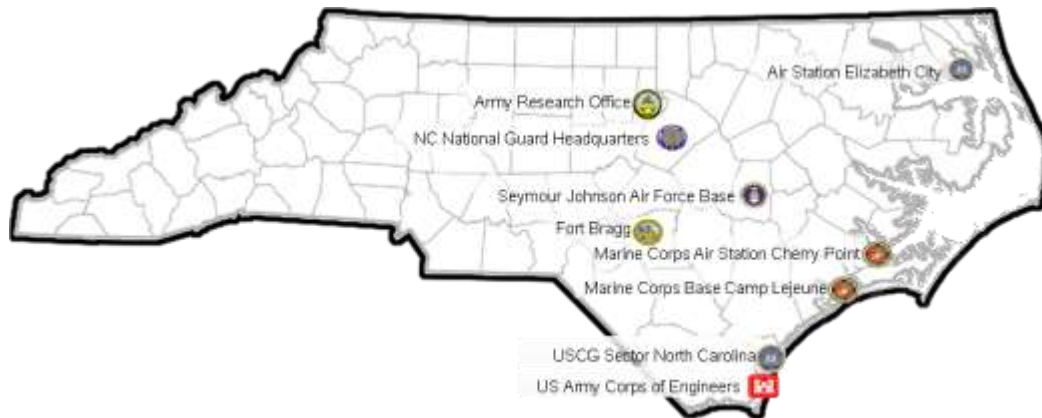 Air Station Elizabeth City
Army Research Office
NC National Guard Headquarters
Seymour Johnson Air Force Base
Fort Bragg
Marine Corps Air Station Cherry Point
Marine Corps Base Camp Lejeune
USCG Sector North Carolina
US Army Corps of Engineers